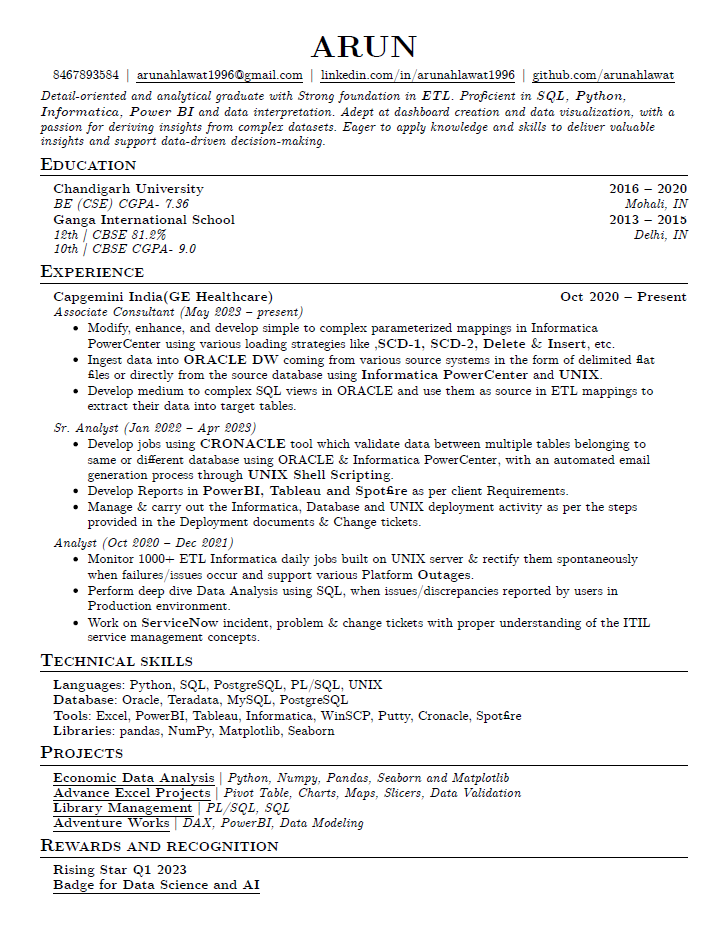 ARUN
8467893584 | arunahlawat1996@gmail.com | linkedin.com/in/arunahlawat1996 | github.com/arunahlawat
Detail-oriented and analytical graduate with Strong foundation in ETL. Proficient in SQL, Python,
Informatica, Power BI and data interpretation. Adept at dashboard creation and data visualization, with a
passion for deriving insights from complex datasets. Eager to apply knowledge and skills to deliver valuable
insights and support data-driven decision-making.
EDUCATION
Chandigarh University 2016 – 2020
BE (CSE) CGPA- 7.36 Mohali, IN
Ganga International School 2013 – 2015
12th | CBSE 81.2% Delhi, IN
10th | CBSE CGPA- 9.0
EXPERIENCE
Capgemini India(GE Healthcare) Oct 2020 – Present
Associate Consultant (May 2023 – present)
• Modify, enhance, and develop simple to complex parameterized mappings in Informatica
PowerCenter using various loading strategies like ,SCD-1, SCD-2, Delete & Insert, etc.
• Ingest data into ORACLE DW coming from various source systems in the form of delimited flat
files or directly from the source database using Informatica PowerCenter and UNIX.
• Develop medium to complex SQL views in ORACLE and use them as source in ETL mappings to
extract their data into target tables.
Sr. Analyst (Jan 2022 – Apr 2023)
• Develop jobs using CRONACLE tool which validate data between multiple tables belonging to
same or different database using ORACLE & Informatica PowerCenter, with an automated email
generation process through UNIX Shell Scripting.
• Develop Reports in PowerBI, Tableau and Spotfire as per client Requirements.
• Manage & carry out the Informatica, Database and UNIX deployment activity as per the steps
provided in the Deployment documents & Change tickets.
Analyst (Oct 2020 – Dec 2021)
• Monitor 1000+ ETL Informatica daily jobs built on UNIX server & rectify them spontaneously
when failures/issues occur and support various Platform Outages.
• Perform deep dive Data Analysis using SQL, when issues/discrepancies reported by users in
Production environment.
• Work on ServiceNow incident, problem & change tickets with proper understanding of the ITIL
service management concepts.
TECHNICAL SKILLS
Languages: Python, SQL, PostgreSQL, PL/SQL, UNIX
Database: Oracle, Teradata, MySQL, PostgreSQL
Tools: Excel, PowerBI, Tableau, Informatica, WinSCP, Putty, Cronacle, Spotfire
Libraries: pandas, NumPy, Matplotlib, Seaborn
PROJECTS
Economic Data Analysis | Python, Numpy, Pandas, Seaborn and Matplotlib
Advance Excel Projects | Pivot Table, Charts, Maps, Slicers, Data Validation
Library Management | PL/SQL, SQL
Adventure Works | DAX, PowerBI, Data Modeling
REWARDS AND RECOGNITION
Rising Star Q1 2023
Badge for Data Science and AI